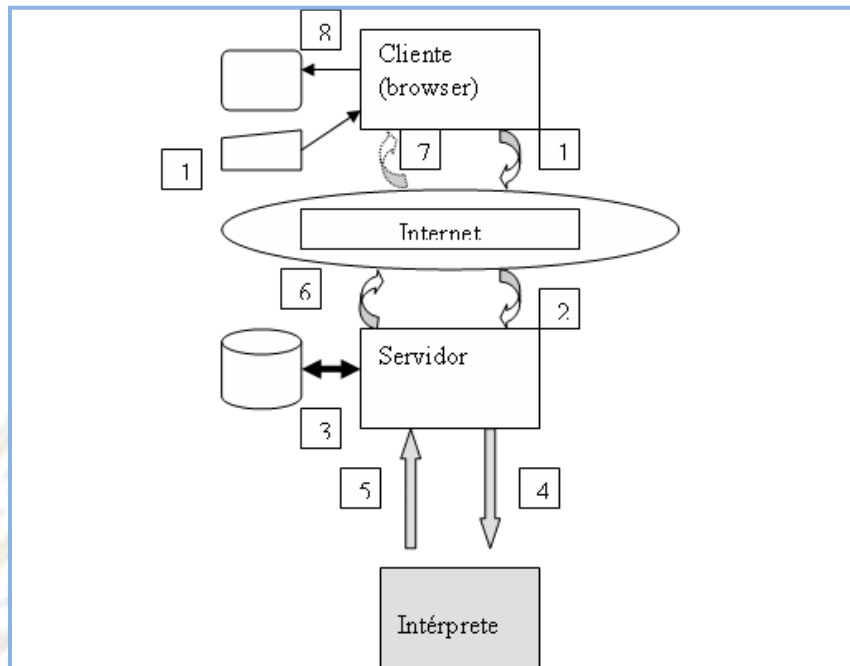 8
Cliente
(browser)
1
7
1
Internet
6
2
Servidor
3
5
4
Intérprete